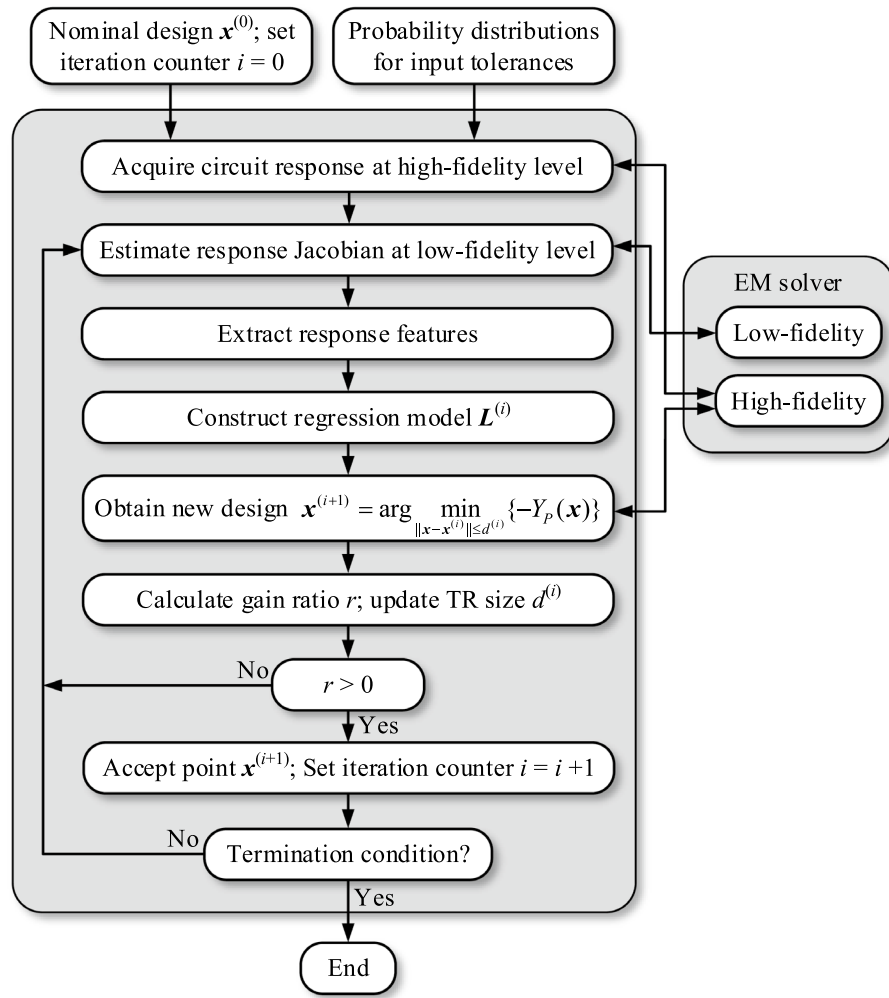 Nominal design x^(0); set
iteration counter i = 0
Probability distributions
for input tolerances
Acquire circuit response at high-fidelity level
Estimate response Jacobian at low-fidelity level
Extract response features
Construct regression model L^(i)
Obtain new design x^(i+1) = arg min {-Y_P(x)}
||x-x^(i)||≤d^(i)
Calculate gain ratio r; update TR size d^(i)
No
r > 0
Yes
Accept point x^(i+1); Set iteration counter i = i +1
No
Termination condition?
Yes
End
EM solver
Low-fidelity
High-fidelity